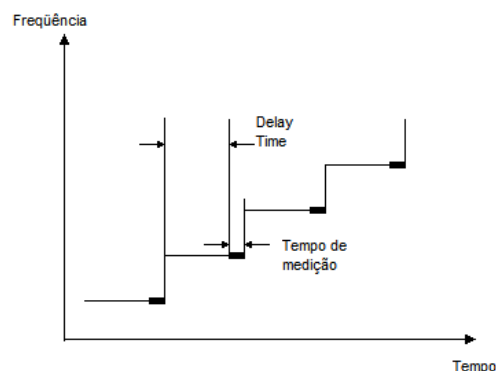 Freqüência
Delay
Time
Tempo de
medição
Tempo